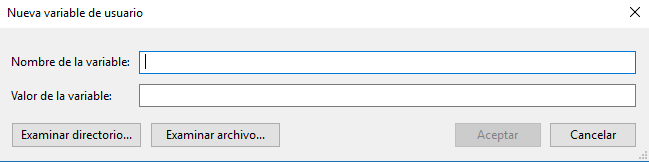 Nueva variable de usuario
Nombre de la variable:
Valor de la variable:
Examinar directorio... Examinar archivo... Aceptar Cancelar